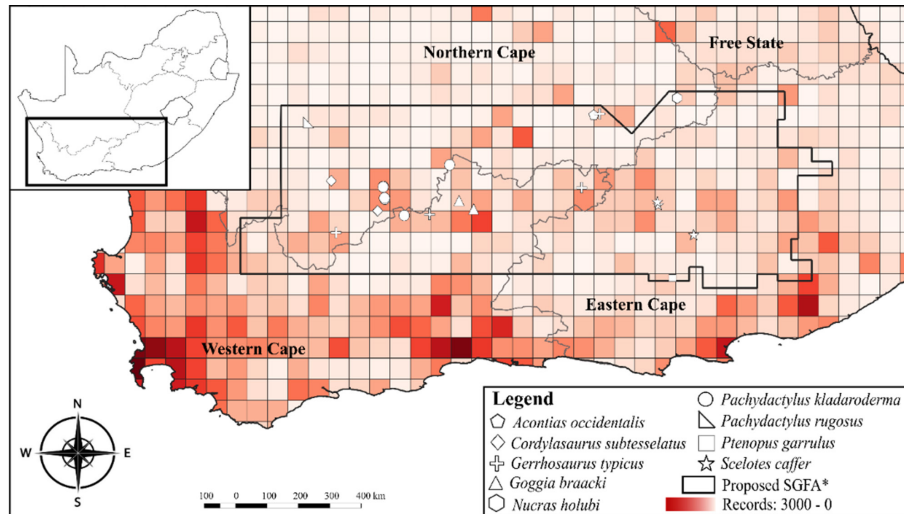 Northern Cape
Free State
Eastern Cape
Western Cape
N
W
E
S
100 0 100 200 300 400 km
Legend
Acontias occidentalis
Cordylasaurus subtesselatus
Gerrhosaurus typicus
Goggia braacki
Nucras holubi
Pachydactylus kladaroderma
Pachydactylus rugosus
Ptenopus garrulus
Scelotes caffer
Proposed SGFA*
Records: 3000 - 0